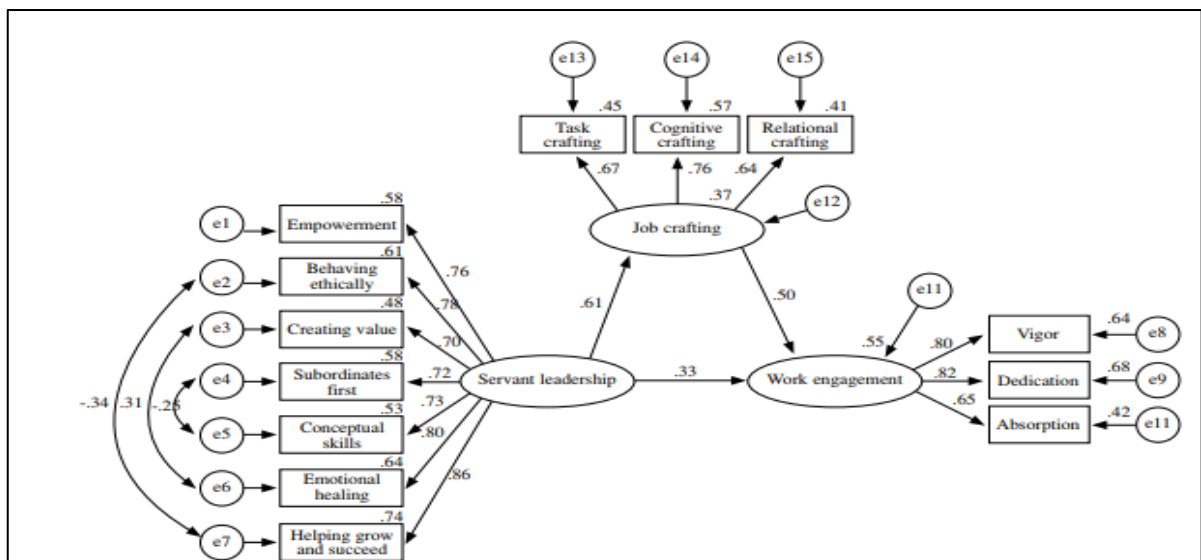 e13
e14
e15
.45
.57
.41
Task
crafting
Cognitive
crafting
Relational
crafting
.67
.76
.64
.37
e12
Job crafting
.58
e1
Empowerment
.61
e2
Behaving
ethically
.76
.48
.78
e3
Creating value
.70
.58
e4
Subordinates
first
.72
.53
.73
e5
Conceptual
skills
.80
.64
e6
Emotional
healing
.86
.74
e7
Helping grow
and succeed
-.34
.31
-.25
Servant leadership
.61
.50
.33
e11
.55
Work engagement
.80
.82
.65
Vigor
.64
e8
Dedication
.68
e9
Absorption
.42
e11